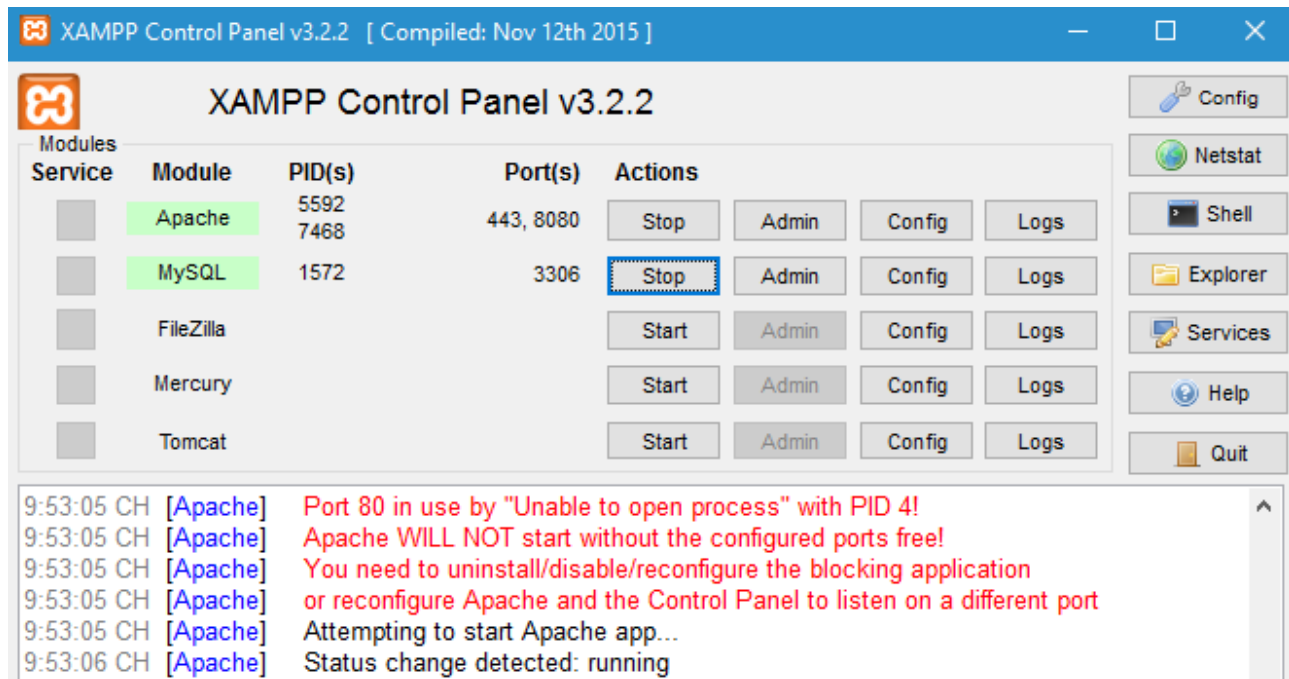 XAMPP Control Panel v3.2.2 [ Compiled: Nov 12th 2015 ]
XAMPP Control Panel v3.2.2
Config
Modules
Service Module PID(s) Port(s) Actions
Netstat
Apache 5592 7468 443, 8080 Stop Admin Config Logs
Shell
MySQL 1572 3306 Stop Admin Config Logs
Explorer
FileZilla Start Admin Config Logs
Services
Mercury Start Admin Config Logs
Help
Tomcat Start Admin Config Logs
Quit
9:53:05 CH [Apache] Port 80 in use by "Unable to open process" with PID 4!
9:53:05 CH [Apache] Apache WILL NOT start without the configured ports free!
9:53:05 CH [Apache] You need to uninstall/disable/reconfigure the blocking application
9:53:05 CH [Apache] or reconfigure Apache and the Control Panel to listen on a different port
9:53:05 CH [Apache] Attempting to start Apache app...
9:53:06 CH [Apache] Status change detected: running